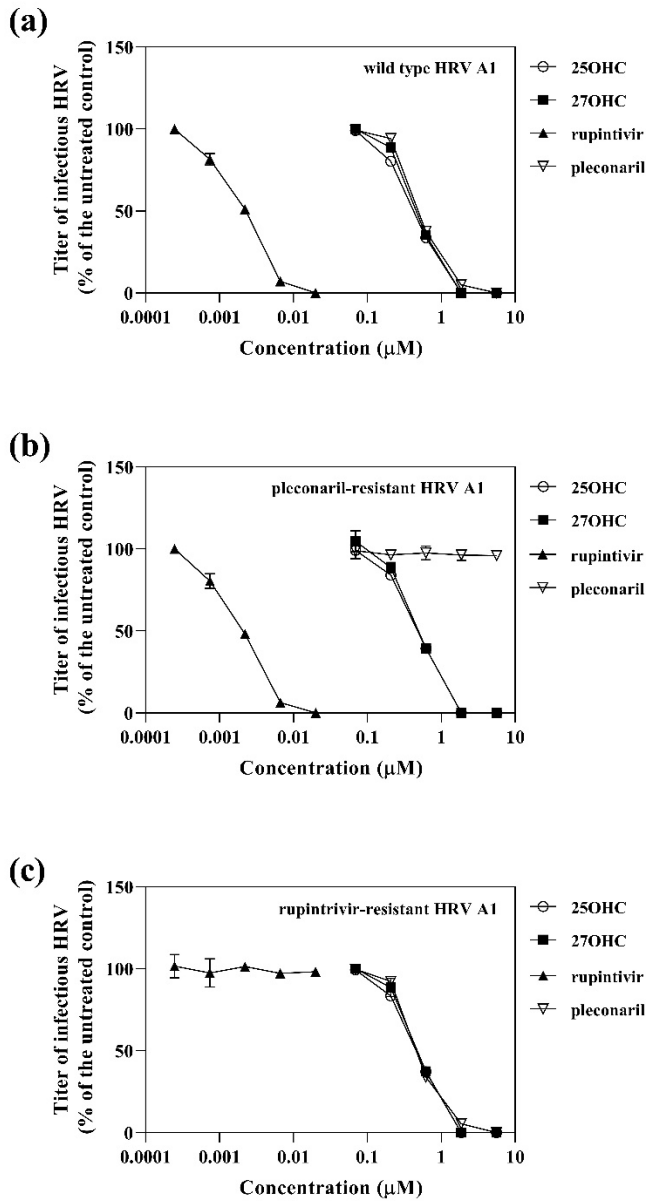 (a)
wild type HRV A1
Titer of infectious HRV
(% of the untreated control)
150
100
50
0
0.0001
0.001
0.01
0.1
1
10
Concentration (μM)
25OHC
27OHC
rupintivir
pleconaril
(b)
pleconaril-resistant HRV A1
Titer of infectious HRV
(% of the untreated control)
150
100
50
0
0.0001
0.001
0.01
0.1
1
10
Concentration (μM)
25OHC
27OHC
rupintivir
pleconaril
(c)
rupintrivir-resistant HRV A1
Titer of infectious HRV
(% of the untreated control)
150
100
50
0
0.0001
0.001
0.01
0.1
1
10
Concentration (μM)
25OHC
27OHC
rupintivir
pleconaril